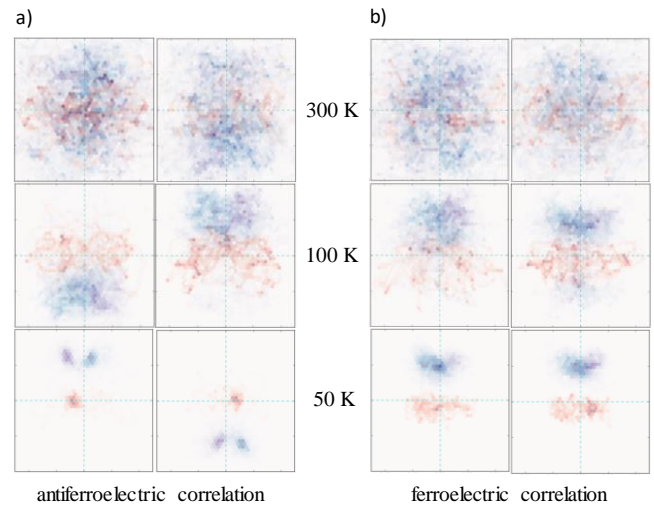 a)
b)
300 K
100 K
50 K
antiferroelectric correlation
ferroelectric correlation